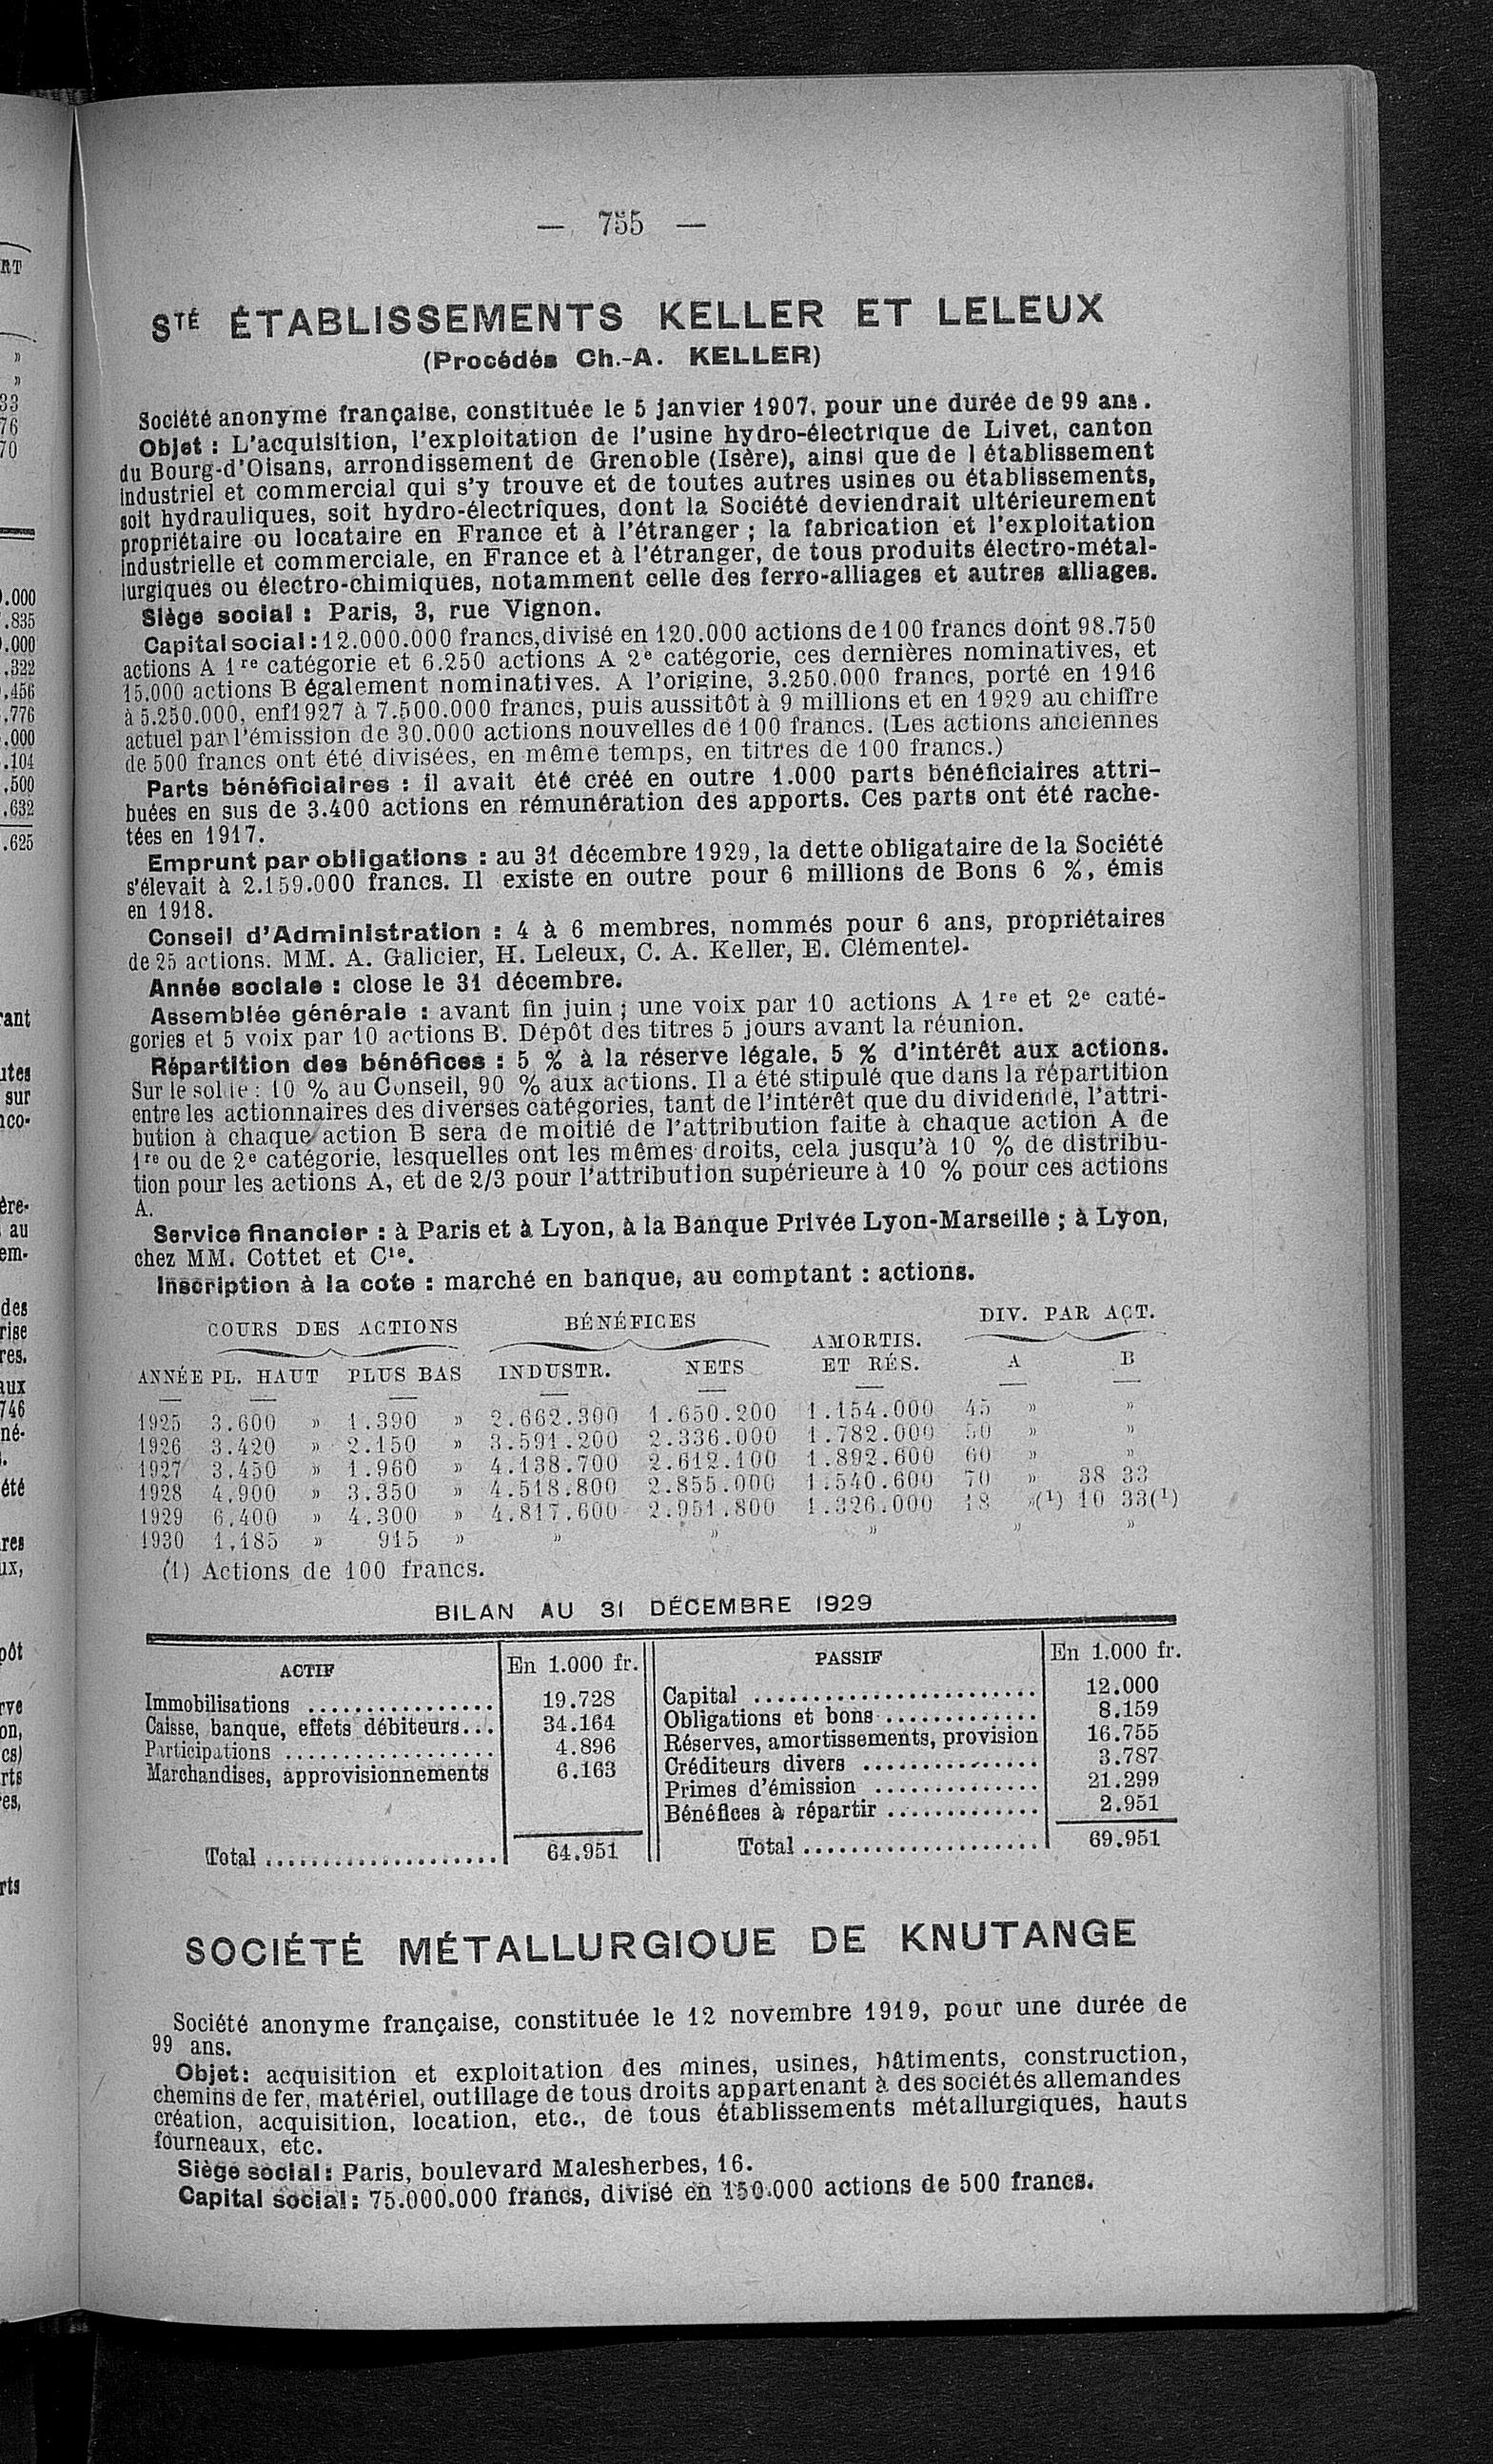 — 755 —
STÉ ÉTABLISSEMENTS KELLER ET LELEUX
(Procédés Ch.-A. KELLER)
Société anonyme française, constituée le 5 janvier 1907, pour une durée de 99 ans.
Objet : L'acquisition, l'exploitation de l'usine hydro-électrique de Livet, canton
du Bourg-d'Oisans, arrondissement de Grenoble (Isère), ainsi que de l établissement
industriel et commercial qui s'y trouve et de toutes autres usines ou établissements,
soit hydrauliques, soit hydro-électriques, dont la Société deviendrait ultérieurement
propriétaire ou locataire en France et à l'étranger ; la fabrication et l'exploitation
industrielle et commerciale, en France et à l'étranger, de tous produits électro-métal-
lurgiques ou électro-chimiques, notamment celle des ferro-alliages et autres alliages.
Siège social : Paris, 3, rue Vignon.
Capital social : 12.000.000 francs, divisé en 120.000 actions de 100 francs dont 98.750
actions A 1re catégorie et 6.250 actions A 2e catégorie, ces dernières nominatives, et
15.000 actions B également nominatives. A l'origine, 3.250.000 francs, porté en 1916
à 5.250.000, enf1927 à 7.500.000 francs, puis aussitôt à 9 millions et en 1929 au chiffre
actuel par l'émission de 30.000 actions nouvelles de 100 francs. (Les actions anciennes
de 500 francs ont été divisées, en même temps, en titres de 100 francs.)
Parts bénéficiaires : il avait été créé en outre 1.000 parts bénéficiaires attri-
buées en sus de 3.400 actions en rémunération des apports. Ces parts ont été rache-
tées en 1917.
Emprunt par obligations : au 31 décembre 1929, la dette obligataire de la Société
s'élevait à 2.159.000 francs. Il existe en outre pour 6 millions de Bons 6 %, émis
en 1918.
Conseil d'Administration : 4 à 6 membres, nommés pour 6 ans, propriétaires
de 25 actions. MM. A. Galicier, H. Leleux, C. A. Keller, E. Clémentel.
Année sociale : close le 31 décembre.
Assemblée générale : avant fin juin ; une voix par 10 actions A 1re et 2e caté-
gories et 5 voix par 10 actions B. Dépôt des titres 5 jours avant la réunion.
Répartition des bénéfices : 5 % à la réserve légale, 5 % d'intérêt aux actions.
Sur le solde : 10 % au Conseil, 90 % aux actions. Il a été stipulé que dans la répartition
entre les actionnaires des diverses catégories, tant de l'intérêt que du dividende, l'attri-
bution à chaque action B sera de moitié de l'attribution faite à chaque action A de
1re ou de 2e catégorie, lesquelles ont les mêmes droits, cela jusqu'à 10 % de distribu-
tion pour les actions A, et de 2/3 pour l'attribution supérieure à 10 % pour ces actions
A.
Service financier : à Paris et à Lyon, à la Banque Privée Lyon-Marseille ; à Lyon,
chez MM. Cottet et Cie.
Inscription à la cote : marché en banque, au comptant : actions.
COURS DES ACTIONS BÉNÉFICES AMORTIS. DIV. PAR ACT.
ANNÉE PL. HAUT PLUS BAS INDUSTR. NETS ET RÉS. A B
1925 3.600 » 1.390 » 2.662.300 1.650.200 1.154.000 45 » »
1926 3.420 » 2.150 » 3.591.200 2.336.000 1.782.000 50 » »
1927 3.450 » 1.960 » 4.138.700 2.612.100 1.892.600 60 » »
1928 4.900 » 3.350 » 4.518.800 2.855.000 1.540.600 70 » 38 33
1929 6.400 » 4.300 » 4.817.600 2.951.800 1.326.000 18 »(1) 10 33(1)
1930 1.185 » 915 » » » » » »
(1) Actions de 100 francs.
BILAN AU 31 DÉCEMBRE 1929
ACTIF En 1.000 fr. PASSIF En 1.000 fr.
Immobilisations ................ 19.728 Capital ........................ 12.000
Caisse, banque, effets débiteurs... 34.164 Obligations et bons ............. 8.159
Participations .................. 4.896 Réserves, amortissements, provision 16.755
Marchandises, approvisionnements 6.163 Créditeurs divers ............... 3.787
Primes d'émission .............. 21.299
Bénéfices à répartir ............. 2.951
Total .................... 64.951 Total .................... 69.951
SOCIÉTÉ MÉTALLURGIQUE DE KNUTANGE
Société anonyme française, constituée le 12 novembre 1919, pour une durée de
99 ans.
Objet : acquisition et exploitation des mines, usines, bâtiments, construction,
chemins de fer, matériel, outillage de tous droits appartenant à des sociétés allemandes
création, acquisition, location, etc., de tous établissements métallurgiques, hauts
fourneaux, etc.
Siège social : Paris, boulevard Malesherbes, 16.
Capital social : 75.000.000 francs, divisé en 150.000 actions de 500 francs.